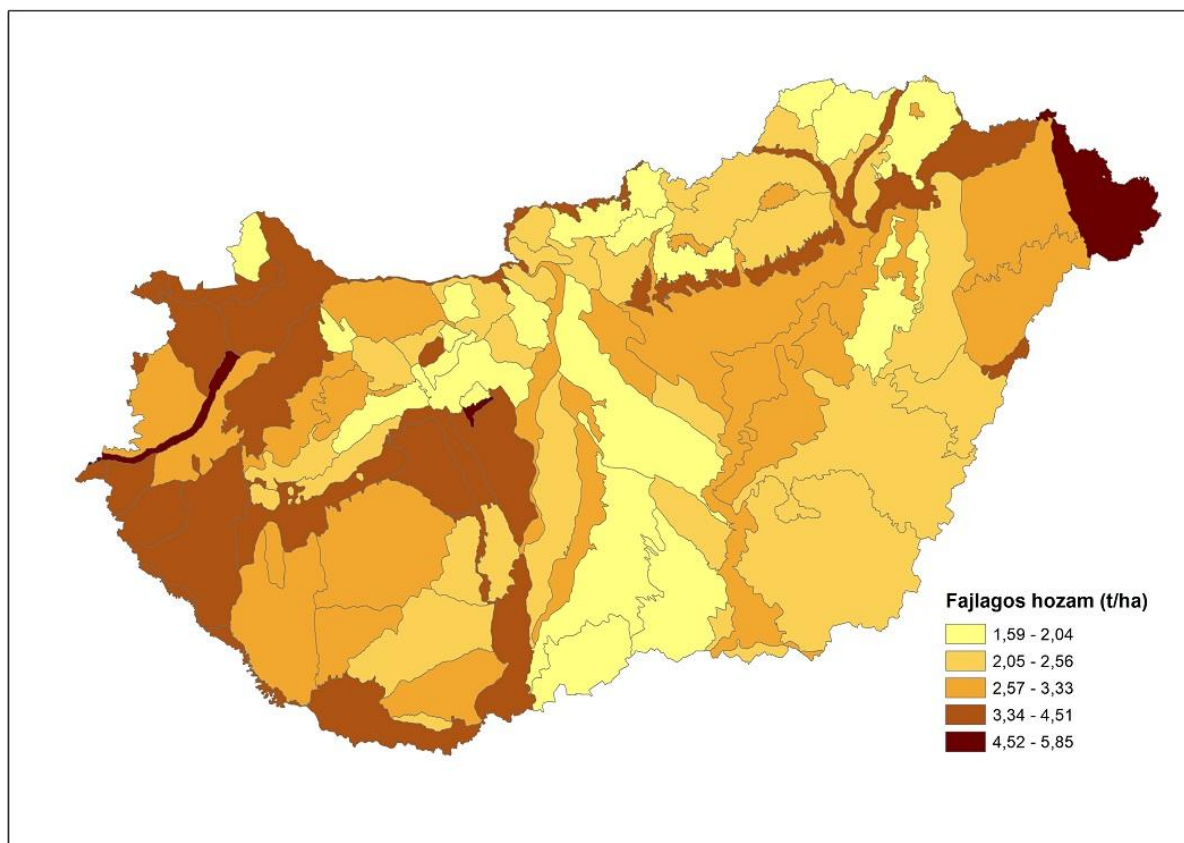 Fajlagos hozam (t/ha)
1,59 - 2,04
2,05 - 2,56
2,57 - 3,33
3,34 - 4,51
4,52 - 5,85